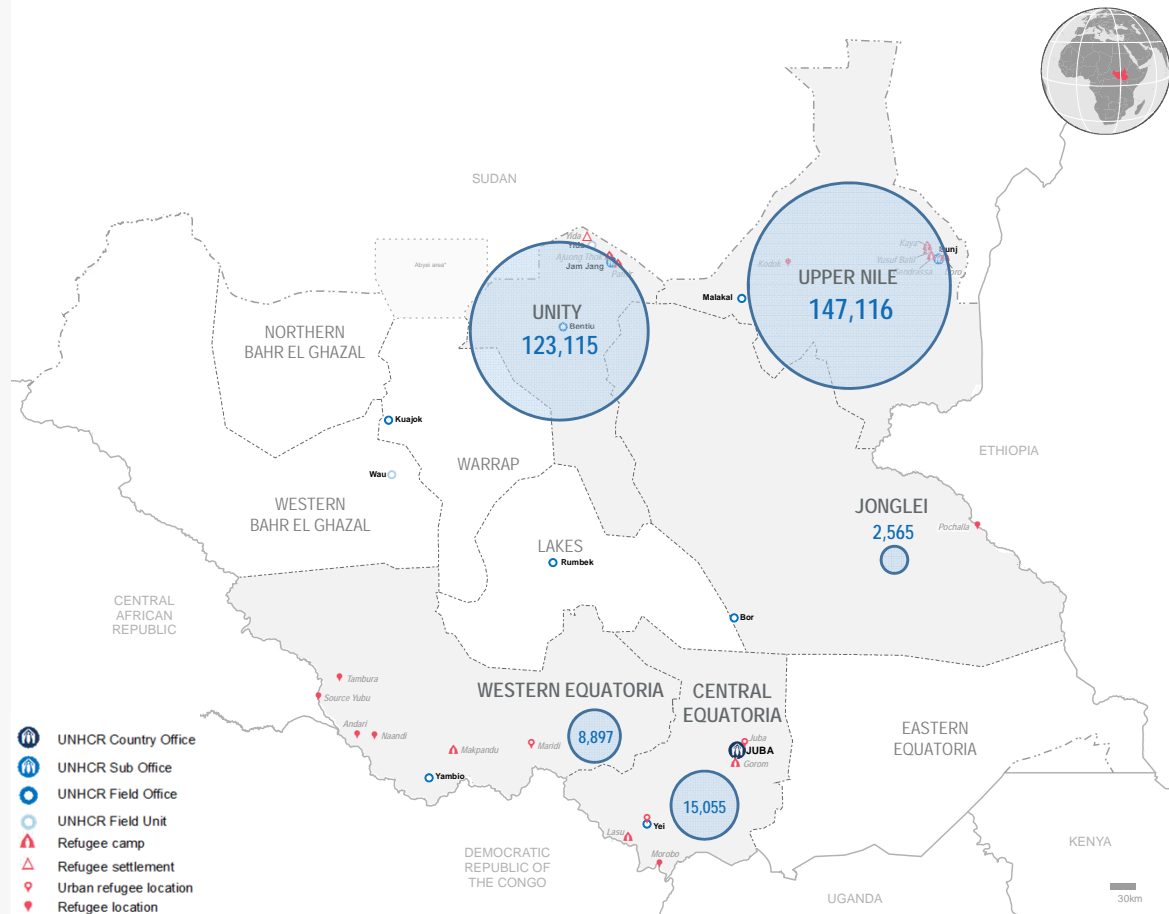 SUDAN
Yida
Yida
Ajuong Thok
Jam Jang
Pamir
Kaya
Bunj
Yusuf Batil
Gendrassa
Doro
Kodok
Abyei area*
UPPER NILE
147,116
Malakal
UNITY
Bentiu
123,115
NORTHERN
BAHR EL GHAZAL
Kuajok
ETHIOPIA
WARRAP
Wau
WESTERN
BAHR EL GHAZAL
JONGLEI
2,565
Pochalla
LAKES
Rumbek
CENTRAL
AFRICAN
REPUBLIC
Bor
Tambura
Source Yubu
WESTERN EQUATORIA
8,897
CENTRAL
EQUATORIA
EASTERN
EQUATORIA
Andari
Naandi
Makpandu
Maridi
Juba
JUBA
Gorom
Yambio
15,055
Yei
Lasu
Morobo
DEMOCRATIC
REPUBLIC OF
THE CONGO
UGANDA
KENYA
30km
UNHCR Country Office
UNHCR Sub Office
UNHCR Field Office
UNHCR Field Unit
Refugee camp
Refugee settlement
Urban refugee location
Refugee location